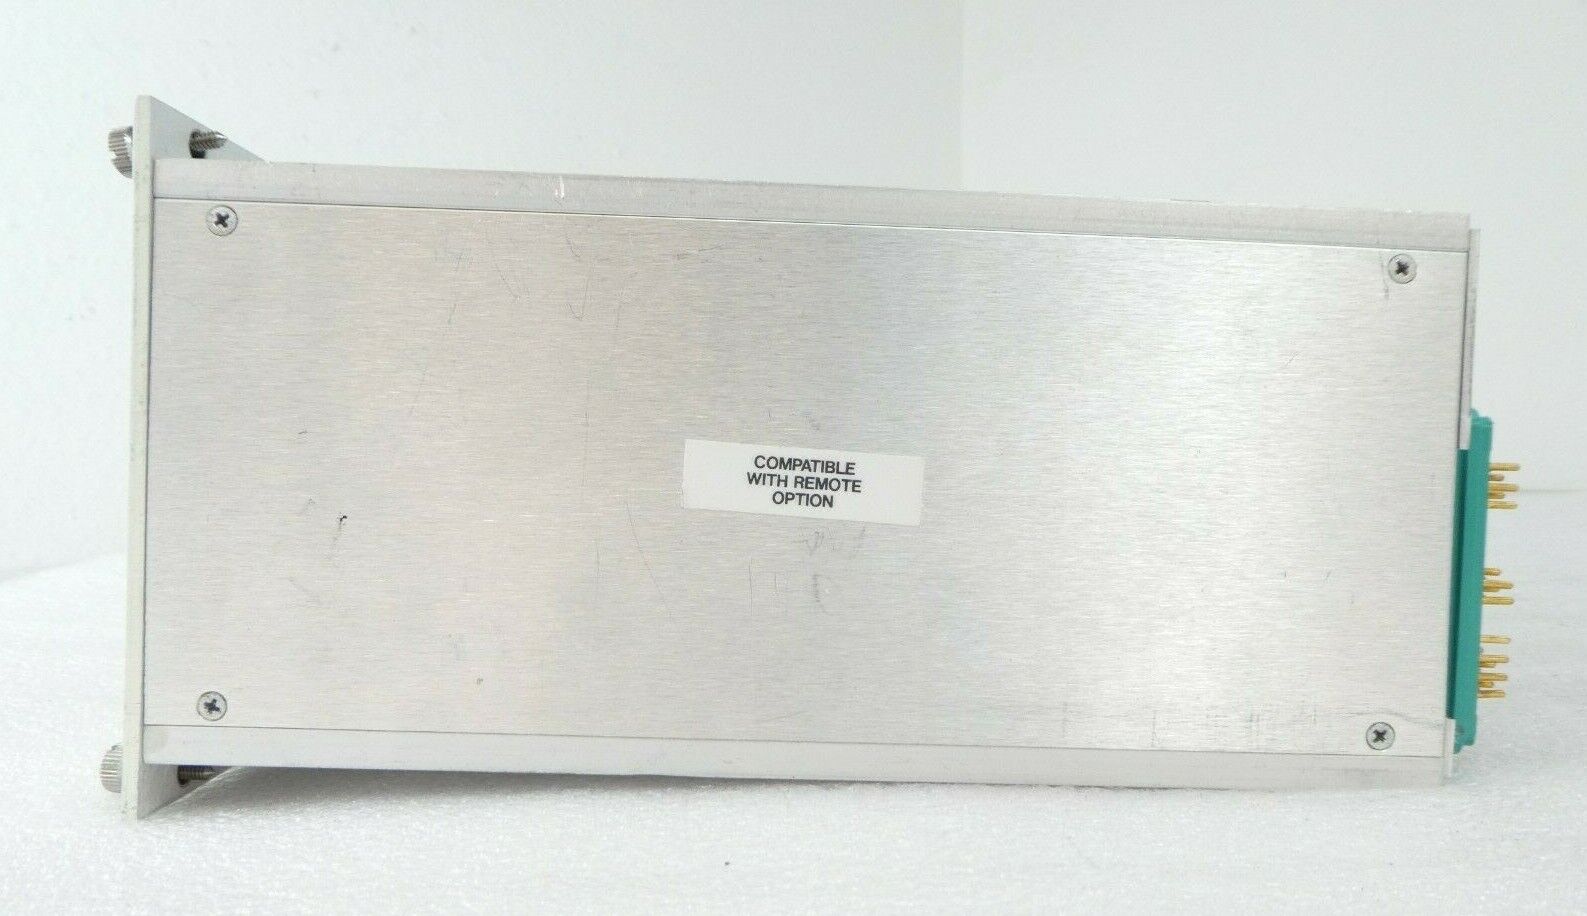 COMPATIBLE
WITH REMOTE
OPTION